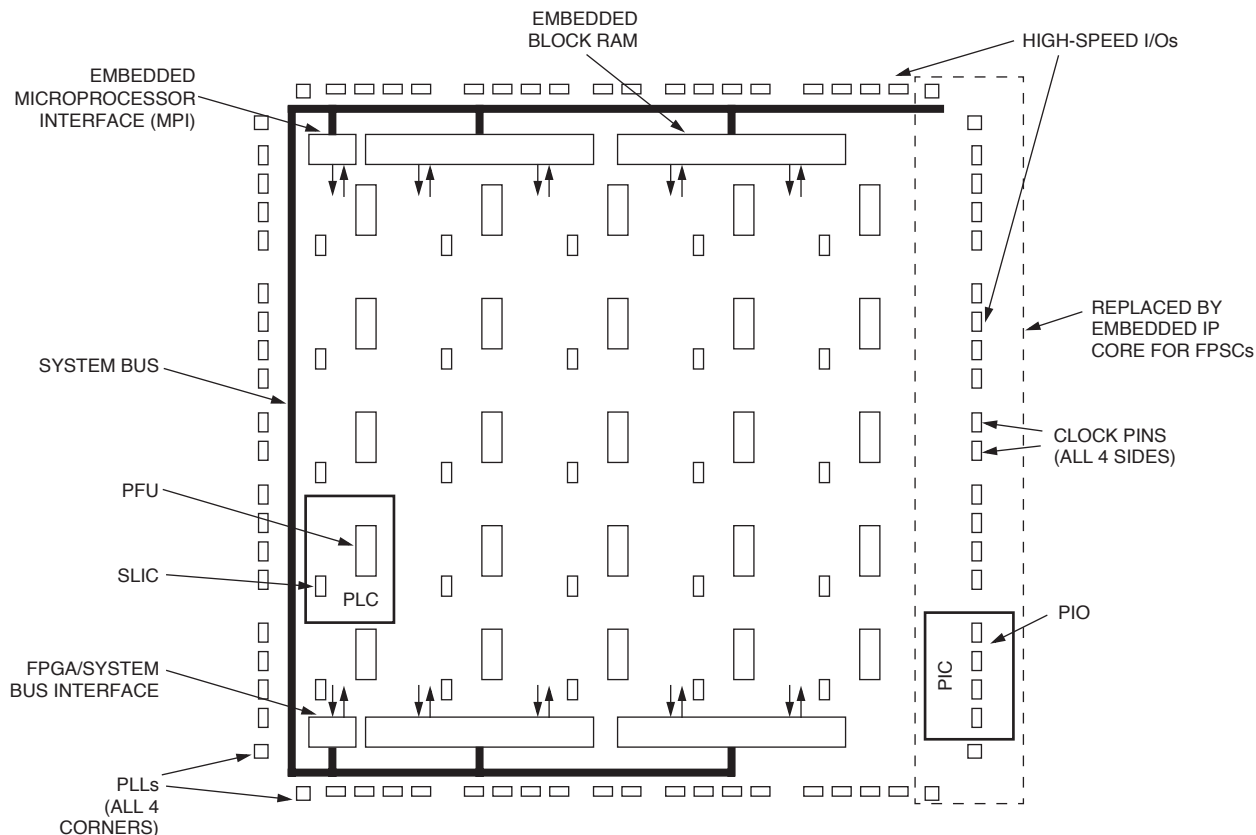 EMBEDDED
BLOCK RAM
HIGH-SPEED I/Os
EMBEDDED
MICROPROCESSOR
INTERFACE (MPI)
REPLACED BY
EMBEDDED IP
CORE FOR FPSCs
SYSTEM BUS
CLOCK PINS
(ALL 4 SIDES)
PFU
SLIC
PLC
PIO
FPGA/SYSTEM
BUS INTERFACE
PIC
PLLs
(ALL 4
CORNERS)